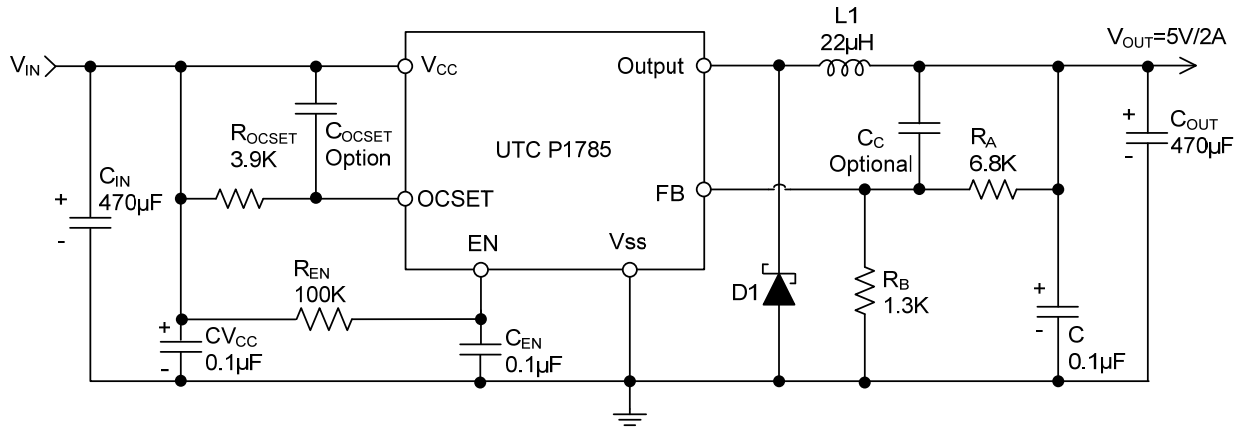 L1
22µH
VOUT=5V/2A
VIN
VCC
Output
ROCSET
3.9K
COCSET
Option
UTC P1785
CC
Optional
RA
6.8K
+
-
COUT
470µF
CIN
470µF
+
-
OCSET
FB
EN
Vss
REN
100K
D1
RB
1.3K
+
-
CVCC
0.1µF
+
-
CEN
0.1µF
C
0.1µF